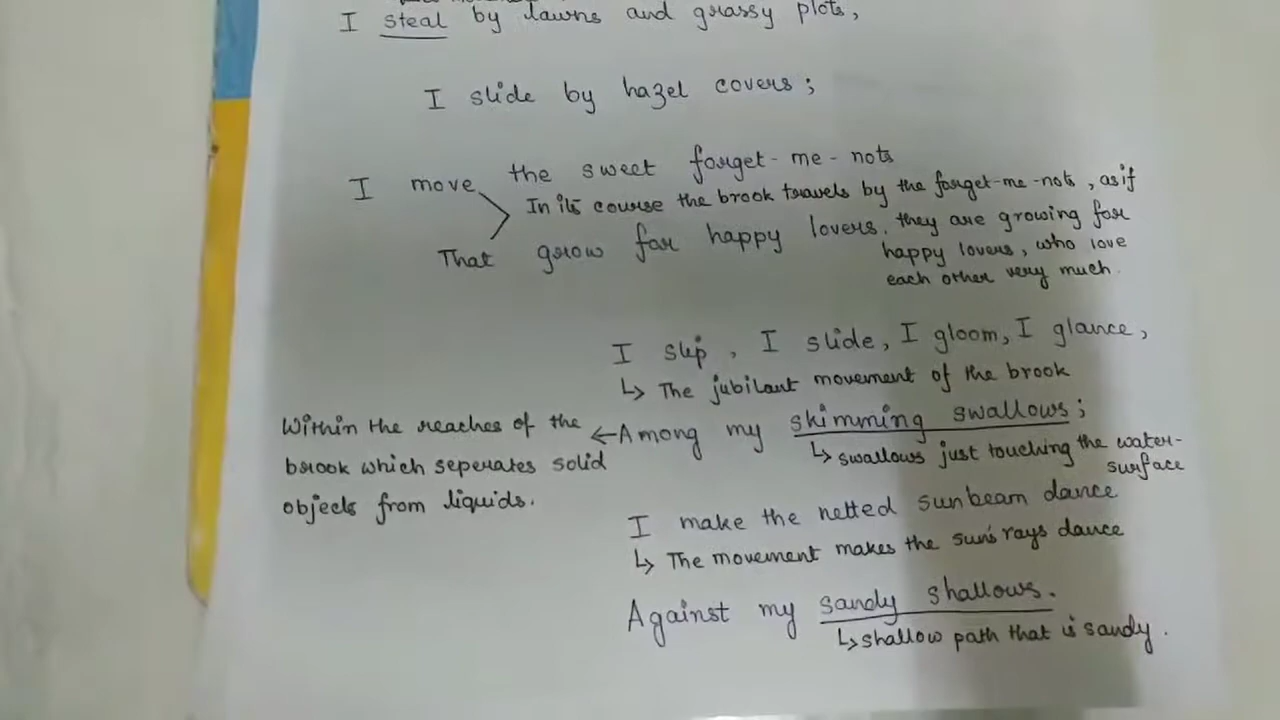 I steal by lawns and grassy plots,
I slide by hazel covers;
I move the sweet forget-me-nots
In its course the brook travels by the forget-me-nots, as if
That grow for happy lovers. they are growing for
happy lovers, who love
each other very much.
I slip, I slide, I gloom, I glance,
↳ The jubilant movement of the brook
Within the reaches of the ← Among my skimming swallows;
brook which seperates solid ↳ swallows just touching the water-
surface
objects from liquids.
I make the netted sunbeam dance
↳ The movement makes the sun's rays dance
Against my sandy shallows.
↳ shallow path that is sandy.